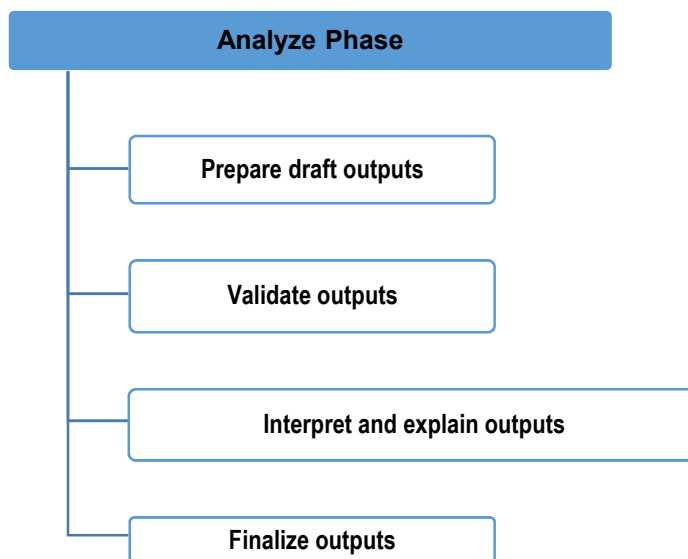 Analyze Phase
Prepare draft outputs
Validate outputs
Interpret and explain outputs
Finalize outputs